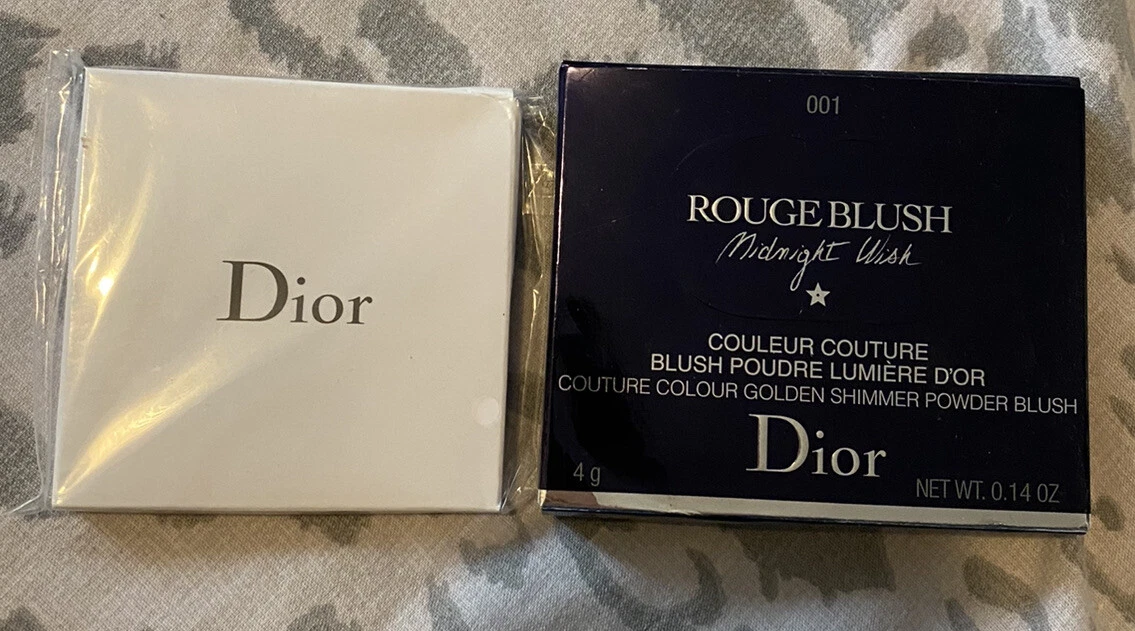 Dior
001
ROUGE BLUSH
Midnight Wish
COULEUR COUTURE
BLUSH POUDRE LUMIÈRE D'OR
COUTURE COLOUR GOLDEN SHIMMER POWDER BLUSH
Dior
4 g
NET WT. 0.14 OZ